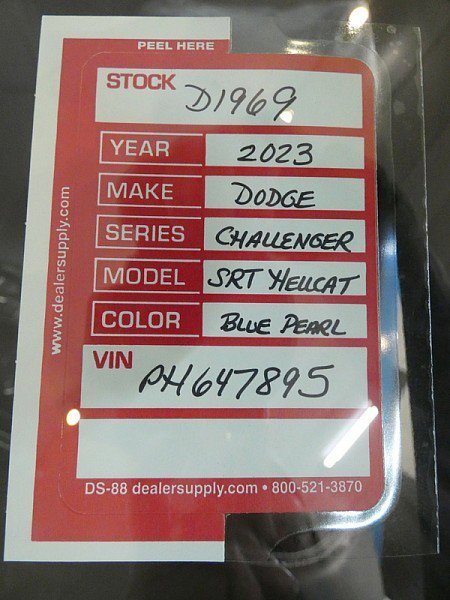 PEEL HERE
STOCK D1969
YEAR 2023
MAKE DODGE
SERIES CHALLENGER
MODEL SRT HELLCAT
COLOR BLUE PEARL
VIN PH647895
DS-88 dealersupply.com • 800-521-3870
www.dealersupply.com